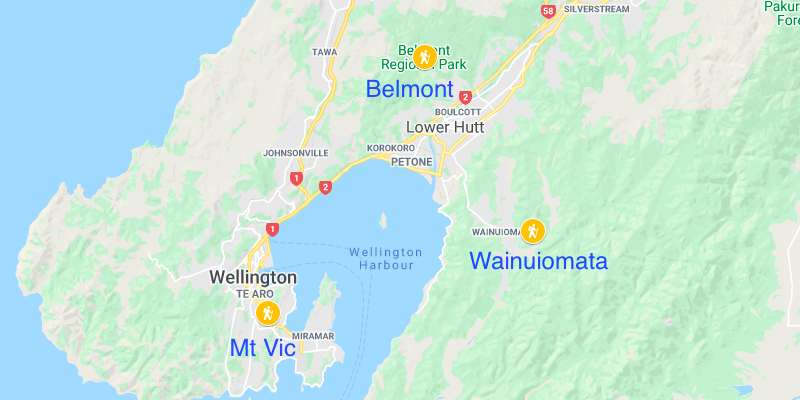 58
SILVERSTREAM
TAWA
Belmont
Regional Park
Belmont
2
BOULCOTT
Lower Hutt
JOHNSONVILLE
KOROKORO
PETONE
1
2
1
WAINUIOMA
Wainuiomata
Wellington
Harbour
Wellington
TE ARO
MIRAMAR
Mt Vic